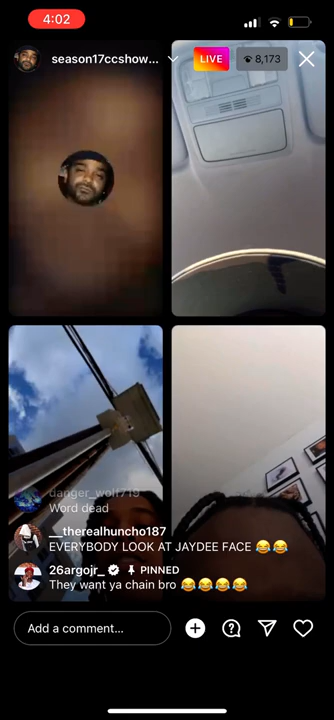 4:02
season17ccshow...
LIVE
8,173
danger_wolf719
Word dead
__therealhuncho187
EVERYBODY LOOK AT JAYDEE FACE 😂😂
26argojr_ PINNED
They want ya chain bro 😂😂😂😂
Add a comment...